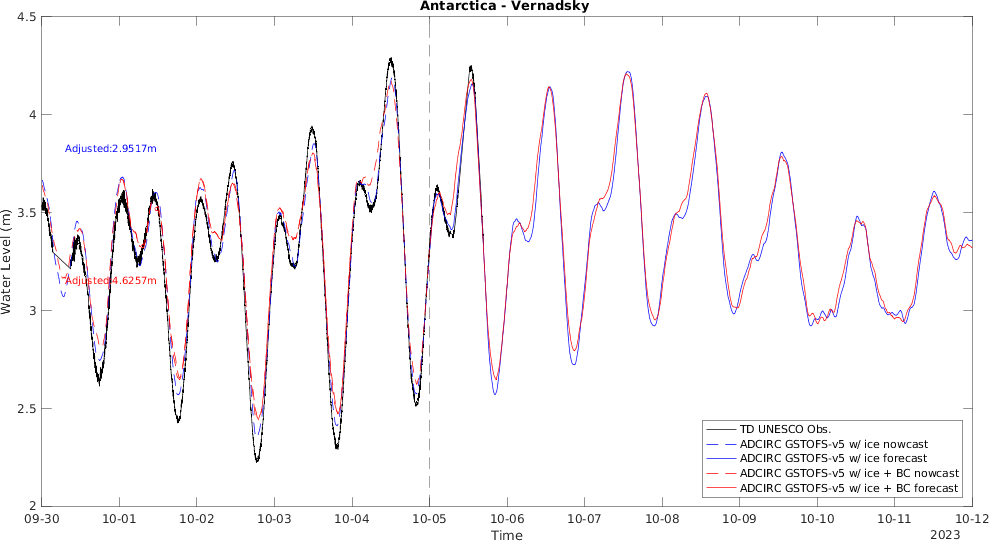 Antarctica - Vernadsky
4.5
4
3.5
3
2.5
2
Water Level (m)
Adjusted:2.9517m
Adjusted:4.6257m
TD UNESCO Obs.
ADCIRC GSTOFS-v5 w/ ice nowcast
ADCIRC GSTOFS-v5 w/ ice forecast
ADCIRC GSTOFS-v5 w/ ice + BC nowcast
ADCIRC GSTOFS-v5 w/ ice + BC forecast
09-30 10-01 10-02 10-03 10-04 10-05 10-06 10-07 10-08 10-09 10-10 10-11 10-12
Time
2023